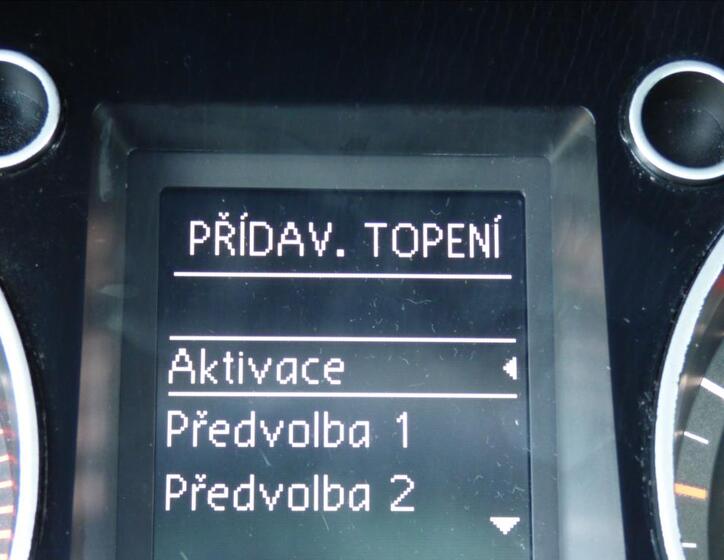 PŘÍDAV. TOPENÍ
Aktivace
Předvolba 1
Předvolba 2